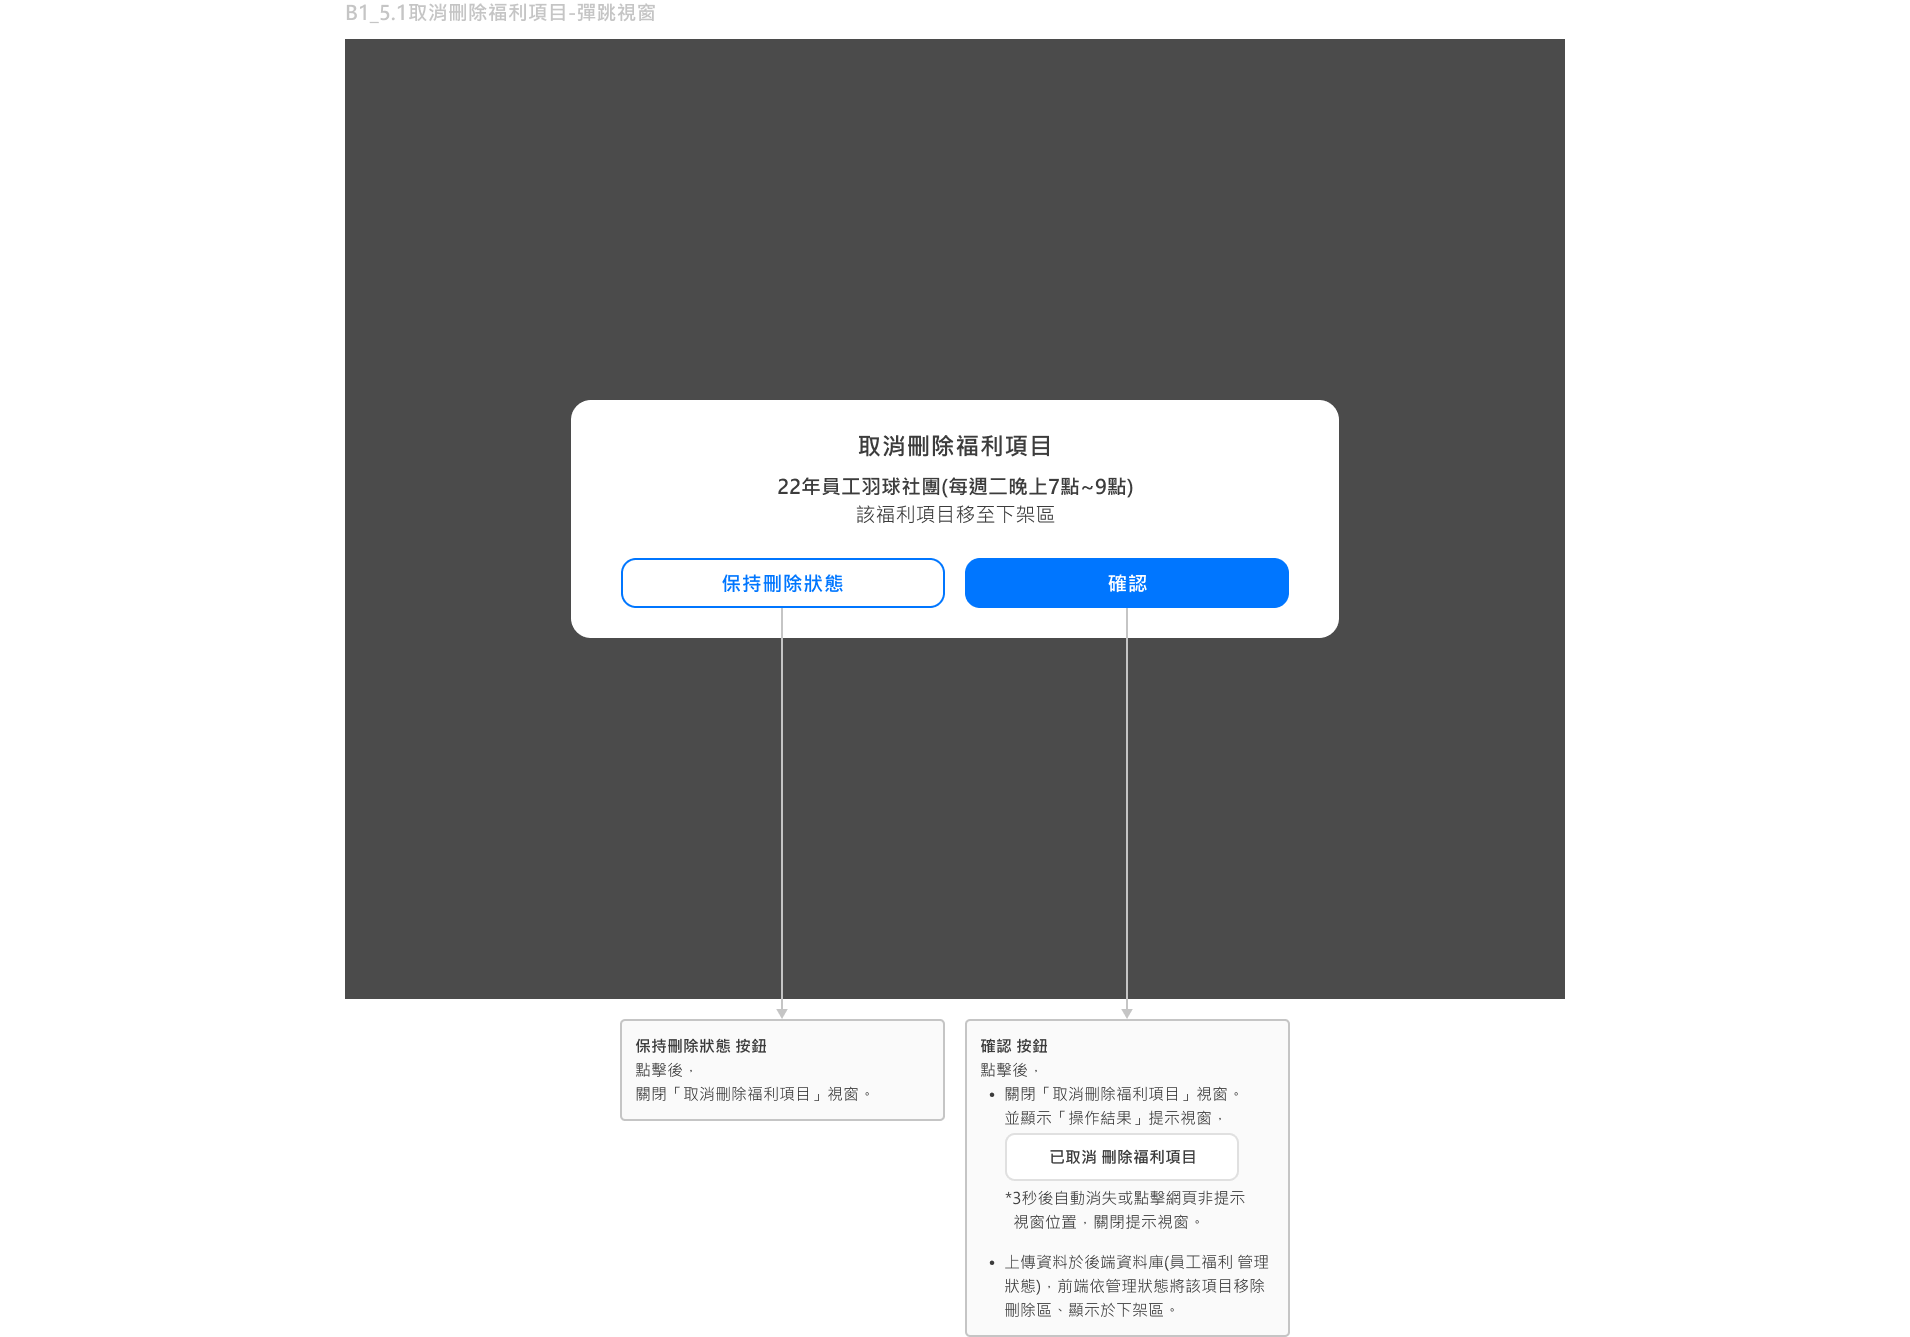 B1_5.1取消刪除福利項目-彈跳視窗
取消刪除福利項目
22年員工羽球社團(每週二晚上7點~9點)
該福利項目移至下架區
保持刪除狀態
確認
保持刪除狀態 按鈕
點擊後，
關閉「取消刪除福利項目」視窗。
確認 按鈕
點擊後，
• 關閉「取消刪除福利項目」視窗。
並顯示「操作結果」提示視窗，
已取消 刪除福利項目
*3秒後自動消失或點擊網頁非提示
視窗位置，關閉提示視窗。
• 上傳資料於後端資料庫(員工福利 管理
狀態)，前端依管理狀態將該項目移除
刪除區、顯示於下架區。